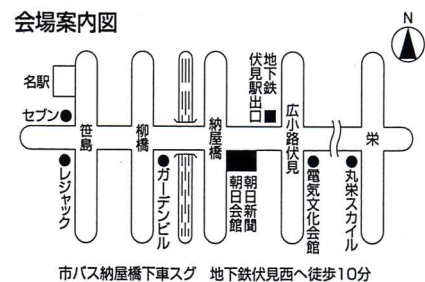 会場案内図
N
名駅
セブン
笹島
レジャック
柳橋
ガーデンビル
納屋橋
朝日新聞
朝日会館
地下鉄
伏見駅出口
広小路伏見
電気文化会館
栄
丸栄スカイル
市バス納屋橋下車スグ 地下鉄伏見西へ徒歩10分